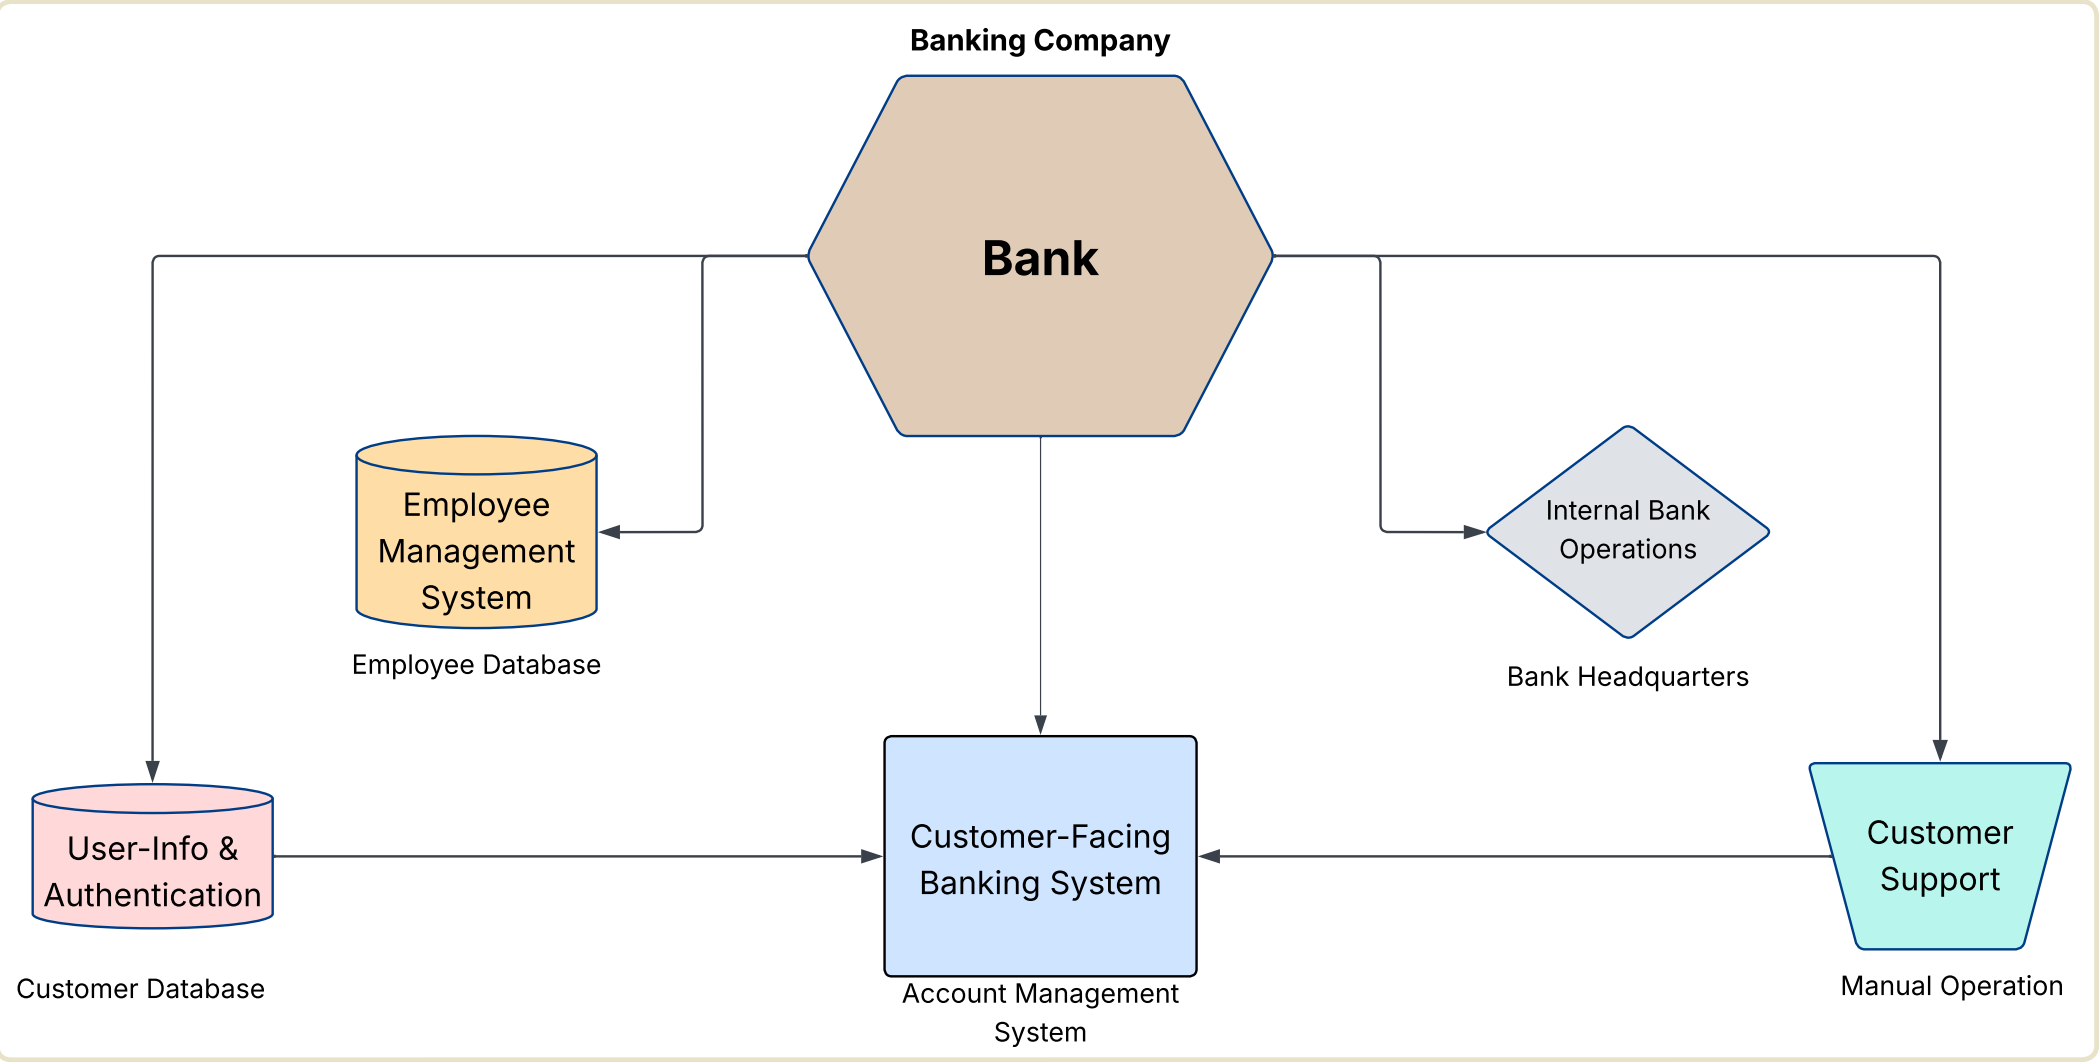 Banking Company
Bank
Employee
Management
System
Employee Database
Internal Bank
Operations
Bank Headquarters
User-Info &
Authentication
Customer Database
Customer-Facing
Banking System
Account Management
System
Customer
Support
Manual Operation